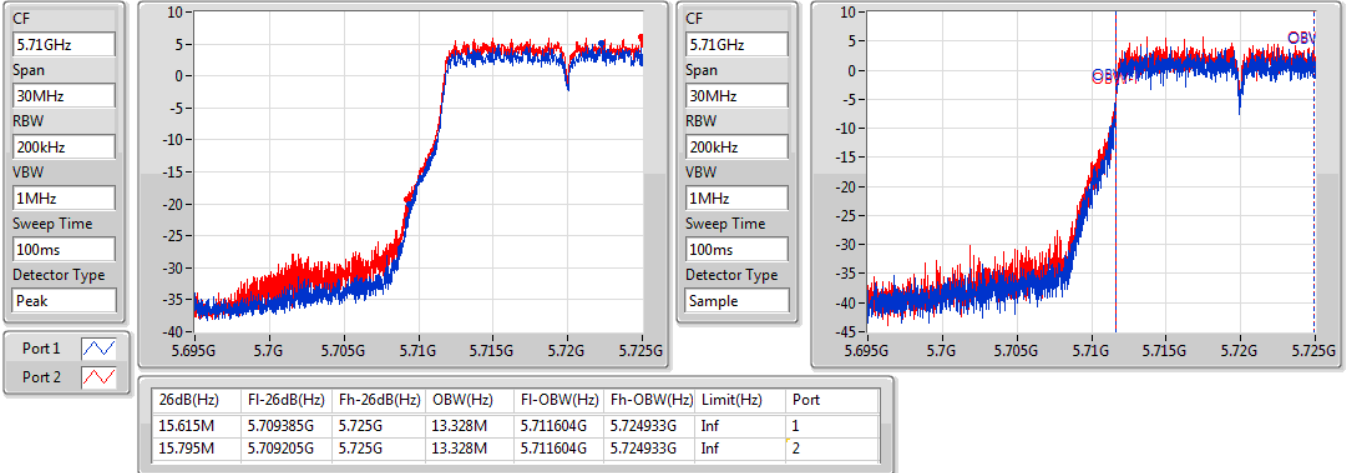 CF
5.71GHz
Span
30MHz
RBW
200kHz
VBW
1MHz
Sweep Time
100ms
Detector Type
Peak
Port 1
Port 2
10
5
0
-5
-10
-15
-20
-25
-30
-35
-40
5.695G 5.7G 5.705G 5.71G 5.715G 5.72G 5.725G
CF
5.71GHz
Span
30MHz
RBW
200kHz
VBW
1MHz
Sweep Time
100ms
Detector Type
Sample
10
5
0
-5
-10
-15
-20
-25
-30
-35
-40
-45
OBW
OBW
5.695G 5.7G 5.705G 5.71G 5.715G 5.72G 5.725G
26dB(Hz) Fl-26dB(Hz) Fh-26dB(Hz) OBW(Hz) Fl-OBW(Hz) Fh-OBW(Hz) Limit(Hz) Port
15.615M 5.709385G 5.725G 13.328M 5.711604G 5.724933G Inf 1
15.795M 5.709205G 5.725G 13.328M 5.711604G 5.724933G Inf 2